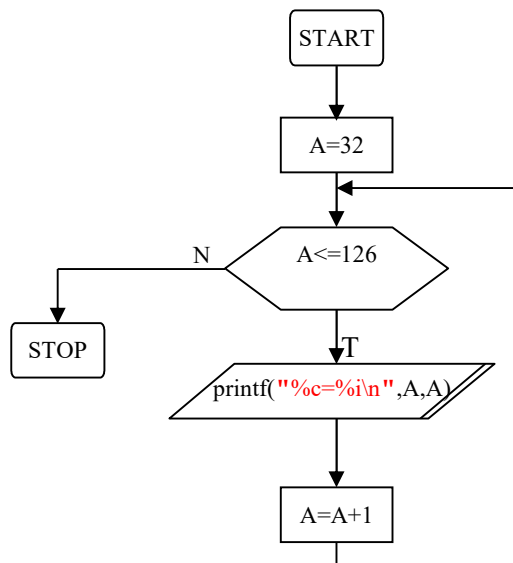 START
A=32
A<=126
N
STOP
T
printf("%c=%i\n",A,A)
A=A+1